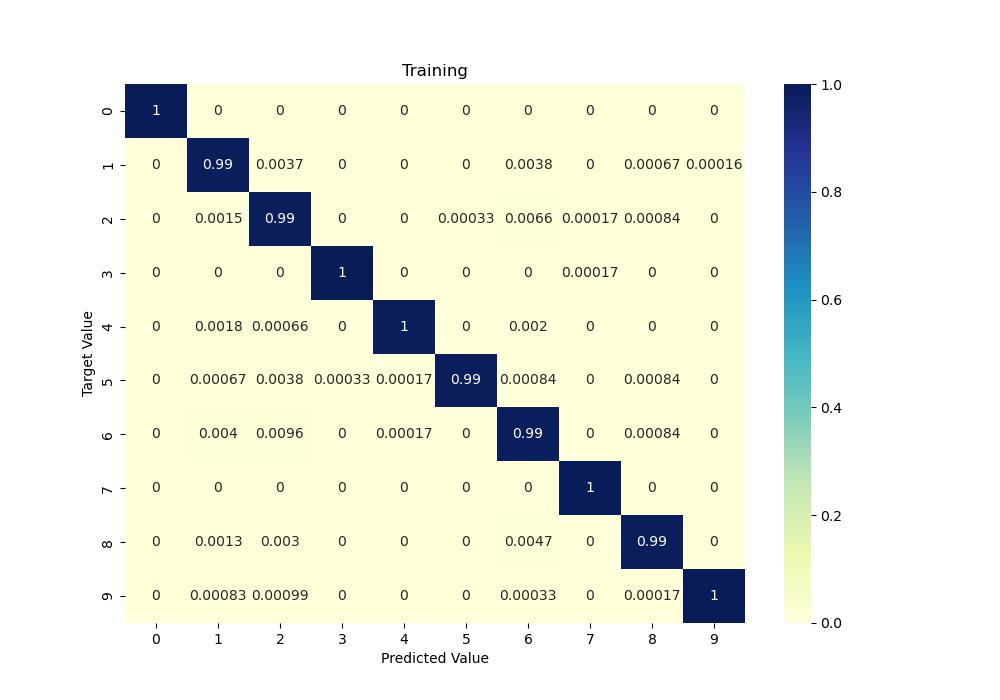 Training
0 1 0 0 0 0 0 0 0 0 0
1 0 0.99 0.0037 0 0 0 0.0038 0 0.00067 0.00016
2 0 0.0015 0.99 0 0 0.00033 0.0066 0.00017 0.00084 0
3 0 0 0 1 0 0 0 0.00017 0 0
4 0 0.0018 0.00066 0 1 0 0.002 0 0 0
5 0 0.00067 0.0038 0.00033 0.00017 0.99 0.00084 0 0.00084 0
6 0 0.004 0.0096 0 0.00017 0 0.99 0 0.00084 0
7 0 0 0 0 0 0 0 1 0 0
8 0 0.0013 0.003 0 0 0 0.0047 0 0.99 0
9 0 0.00083 0.00099 0 0 0 0.00033 0 0.00017 1
0 1 2 3 4 5 6 7 8 9
Predicted Value
Target Value
1.0
0.8
0.6
0.4
0.2
0.0